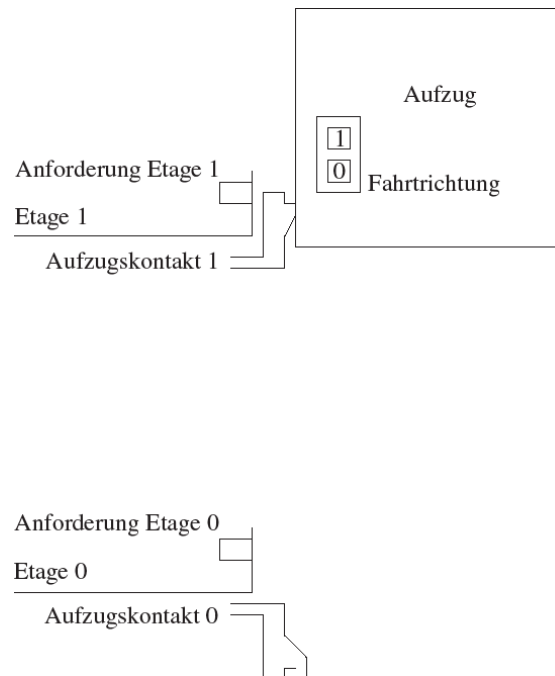 Aufzug
1
0
Fahrtrichtung
Anforderung Etage 1
Etage 1
Aufzugskontakt 1
Anforderung Etage 0
Etage 0
Aufzugskontakt 0